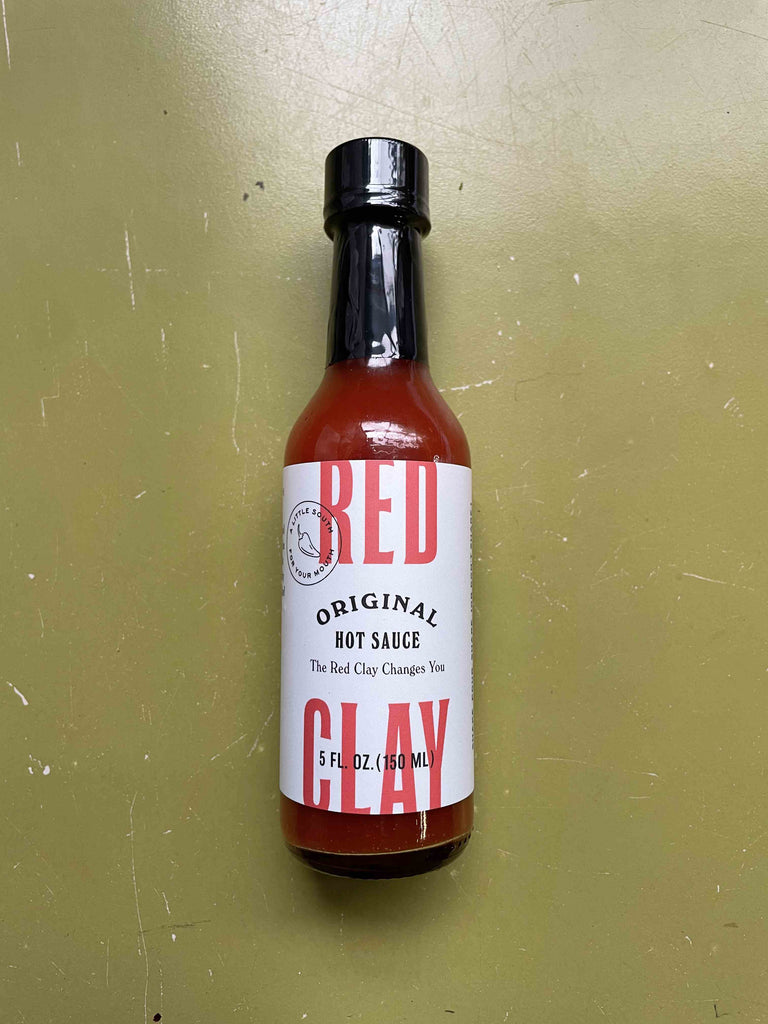 RED
A LITTLE SOUTH
FOR YOUR MOUTH
ORIGINAL
HOT SAUCE
The Red Clay Changes You
CLAY
5 FL. OZ. (150 ML)